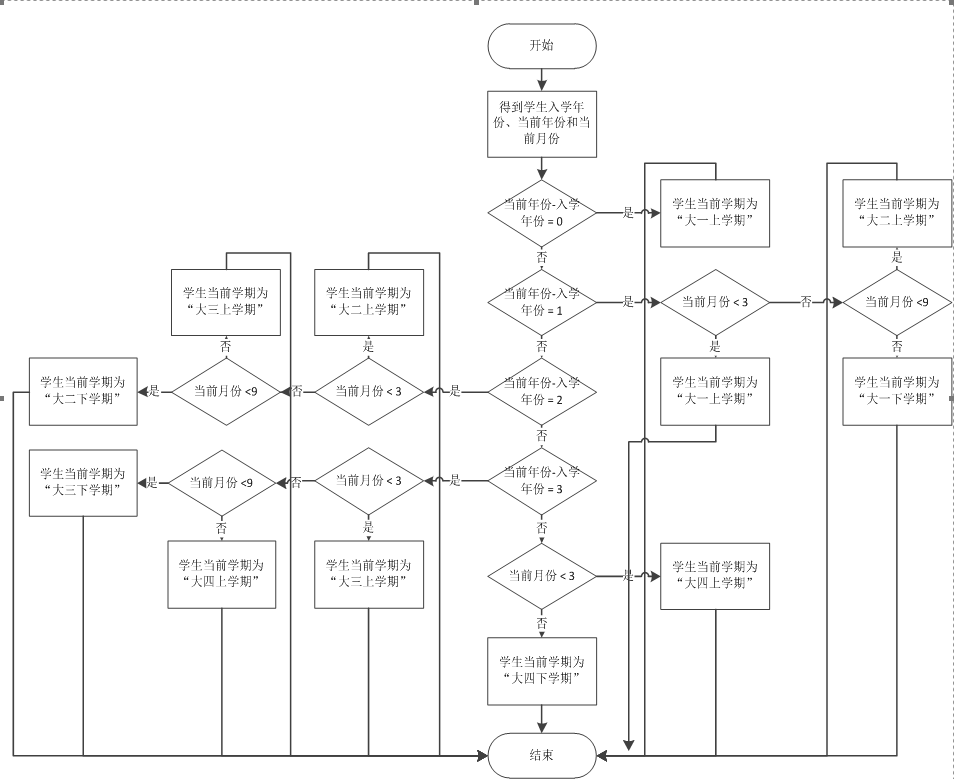 开始
得到学生入学年
份、当前年份和当
前月份
当前年份-入学
年份 = 0
是
学生当前学期为
“大一上学期”
学生当前学期为
“大二上学期”
否
是
当前年份-入学
年份 = 1
是
当前月份 < 3
否
当前月份 <9
学生当前学期为
“大三上学期”
学生当前学期为
“大二上学期”
否
是
否
是
否
学生当前学期为
“大二下学期”
是
当前月份 <9
否
当前月份 < 3
是
当前年份-入学
年份 = 2
学生当前学期为
“大一上学期”
学生当前学期为
“大一下学期”
否
学生当前学期为
“大三下学期”
是
当前月份 <9
否
当前月份 < 3
是
当前年份-入学
年份 = 3
否
是
否
学生当前学期为
“大四上学期”
学生当前学期为
“大三上学期”
当前月份 < 3
是
学生当前学期为
“大四上学期”
否
学生当前学期为
“大四下学期”
结束